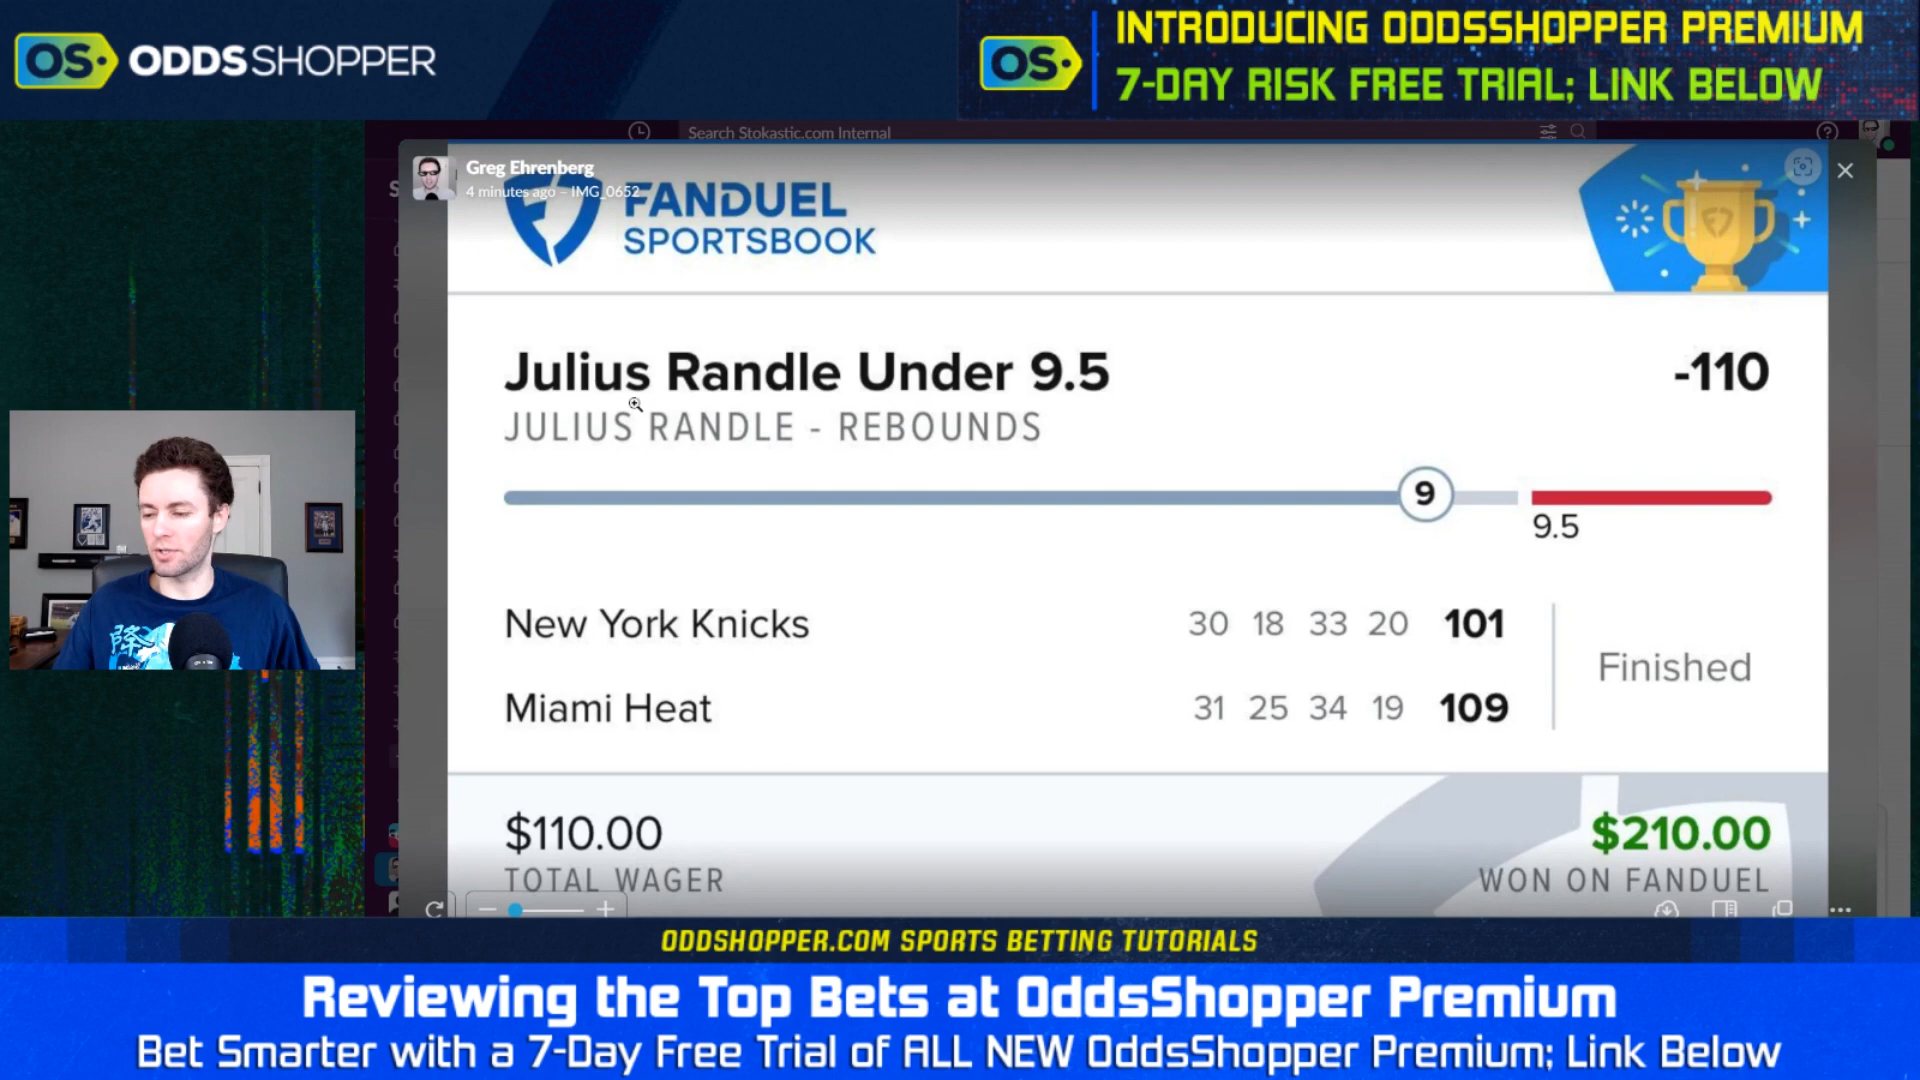 OS ODDSSHOPPER
OS INTRODUCING ODDSSHOPPER PREMIUM
7-DAY RISK FREE TRIAL; LINK BELOW
Search Stokastic.com Internal
Greg Ehrenberg
4 minutes ago – IMG_0652
FANDUEL
SPORTSBOOK
Julius Randle Under 9.5 -110
JULIUS RANDLE - REBOUNDS
9
9.5
New York Knicks 30 18 33 20 101
Miami Heat 31 25 34 19 109
Finished
$110.00 $210.00
TOTAL WAGER WON ON FANDUEL
ODDSHOPPER.COM SPORTS BETTING TUTORIALS
Reviewing the Top Bets at OddsShopper Premium
Bet Smarter with a 7-Day Free Trial of ALL NEW OddsShopper Premium; Link Below